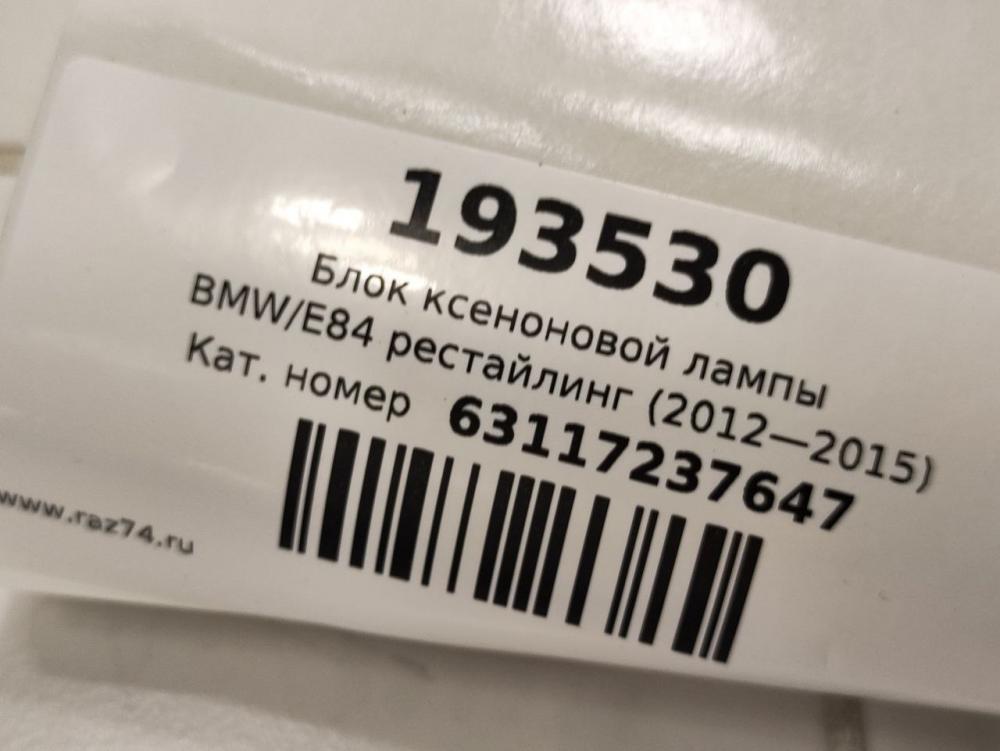 193530
Блок ксеноновой лампы
BMW/E84 рестайлинг (2012—2015)
Кат. номер 63117237647
www.raz74.ru